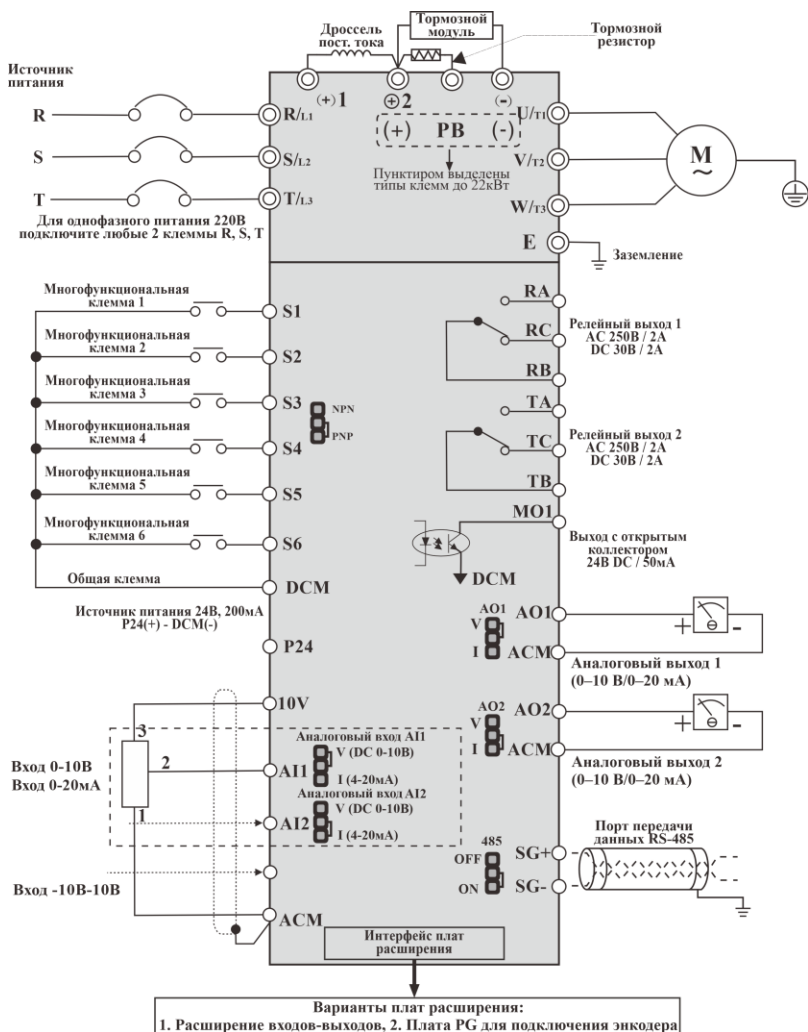 Дроссель
пост. тока
Тормозной
модуль
Тормозной
резистор
Источник
питания
(+)1
⊕2
(-)
R
R/L1
U/T1
(+) PB (-)
S
S/L2
V/T2
M
~
Пунктиром выделены
типы клемм до 22кВт
T
T/L3
W/T3
Для однофазного питания 220В
подключите любые 2 клеммы R, S, T
E
Заземление
Многофункциональная
клемма 1
S1
Многофункциональная
клемма 2
S2
Многофункциональная
клемма 3
S3
Многофункциональная
клемма 4
S4
Многофункциональная
клемма 5
S5
Многофункциональная
клемма 6
S6
Общая клемма
DCM
NPN
PNP
RA
RC
RB
Релейный выход 1
AC 250В / 2А
DC 30В / 2А
TA
TC
TB
Релейный выход 2
AC 250В / 2А
DC 30В / 2А
MO1
DCM
Выход с открытым
коллектором
24В DC / 50мА
Источник питания 24В, 200мА
P24(+) - DCM(-)
P24
AO1
V
I
AO1
ACM
+
-
Аналоговый выход 1
(0–10 В/0–20 мА)
AO2
V
I
AO2
ACM
+
-
Аналоговый выход 2
(0–10 В/0–20 мА)
10V
3
2
1
Вход 0-10В
Вход 0-20мА
Аналоговый вход AI1
V (DC 0-10В)
I (4-20мА)
AI1
Аналоговый вход AI2
V (DC 0-10В)
I (4-20мА)
AI2
Вход -10В-10В
ACM
485
OFF
ON
SG+
SG-
Порт передачи
данных RS-485
Интерфейс плат
расширения
Варианты плат расширения:
1. Расширение входов-выходов, 2. Плата PG для подключения энкодера